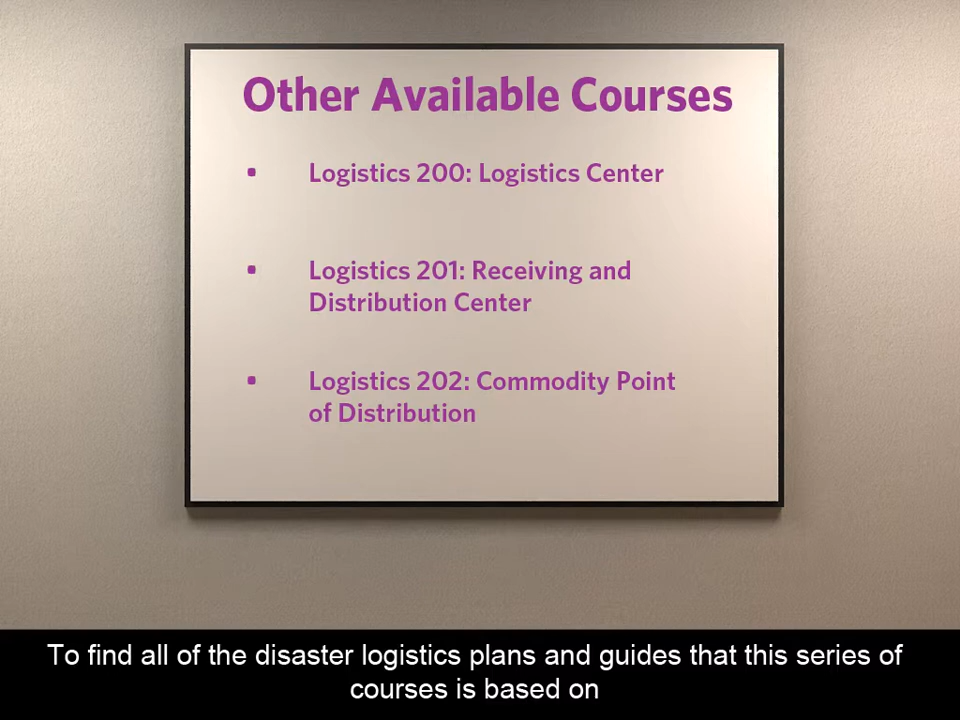 Other Available Courses
• Logistics 200: Logistics Center
• Logistics 201: Receiving and
Distribution Center
• Logistics 202: Commodity Point
of Distribution
To find all of the disaster logistics plans and guides that this series of
courses is based on